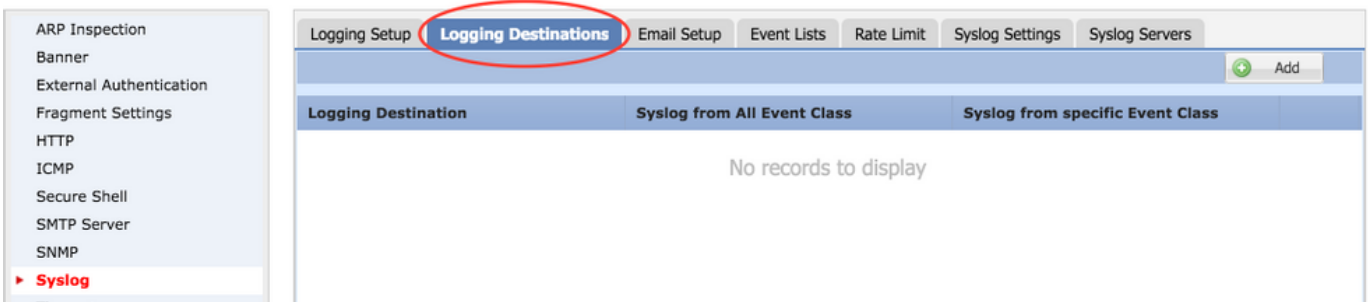 ARP Inspection
Banner
External Authentication
Fragment Settings
HTTP
ICMP
Secure Shell
SMTP Server
SNMP
Syslog
Logging Setup Logging Destinations Email Setup Event Lists Rate Limit Syslog Settings Syslog Servers
Add
Logging Destination Syslog from All Event Class Syslog from specific Event Class
No records to display